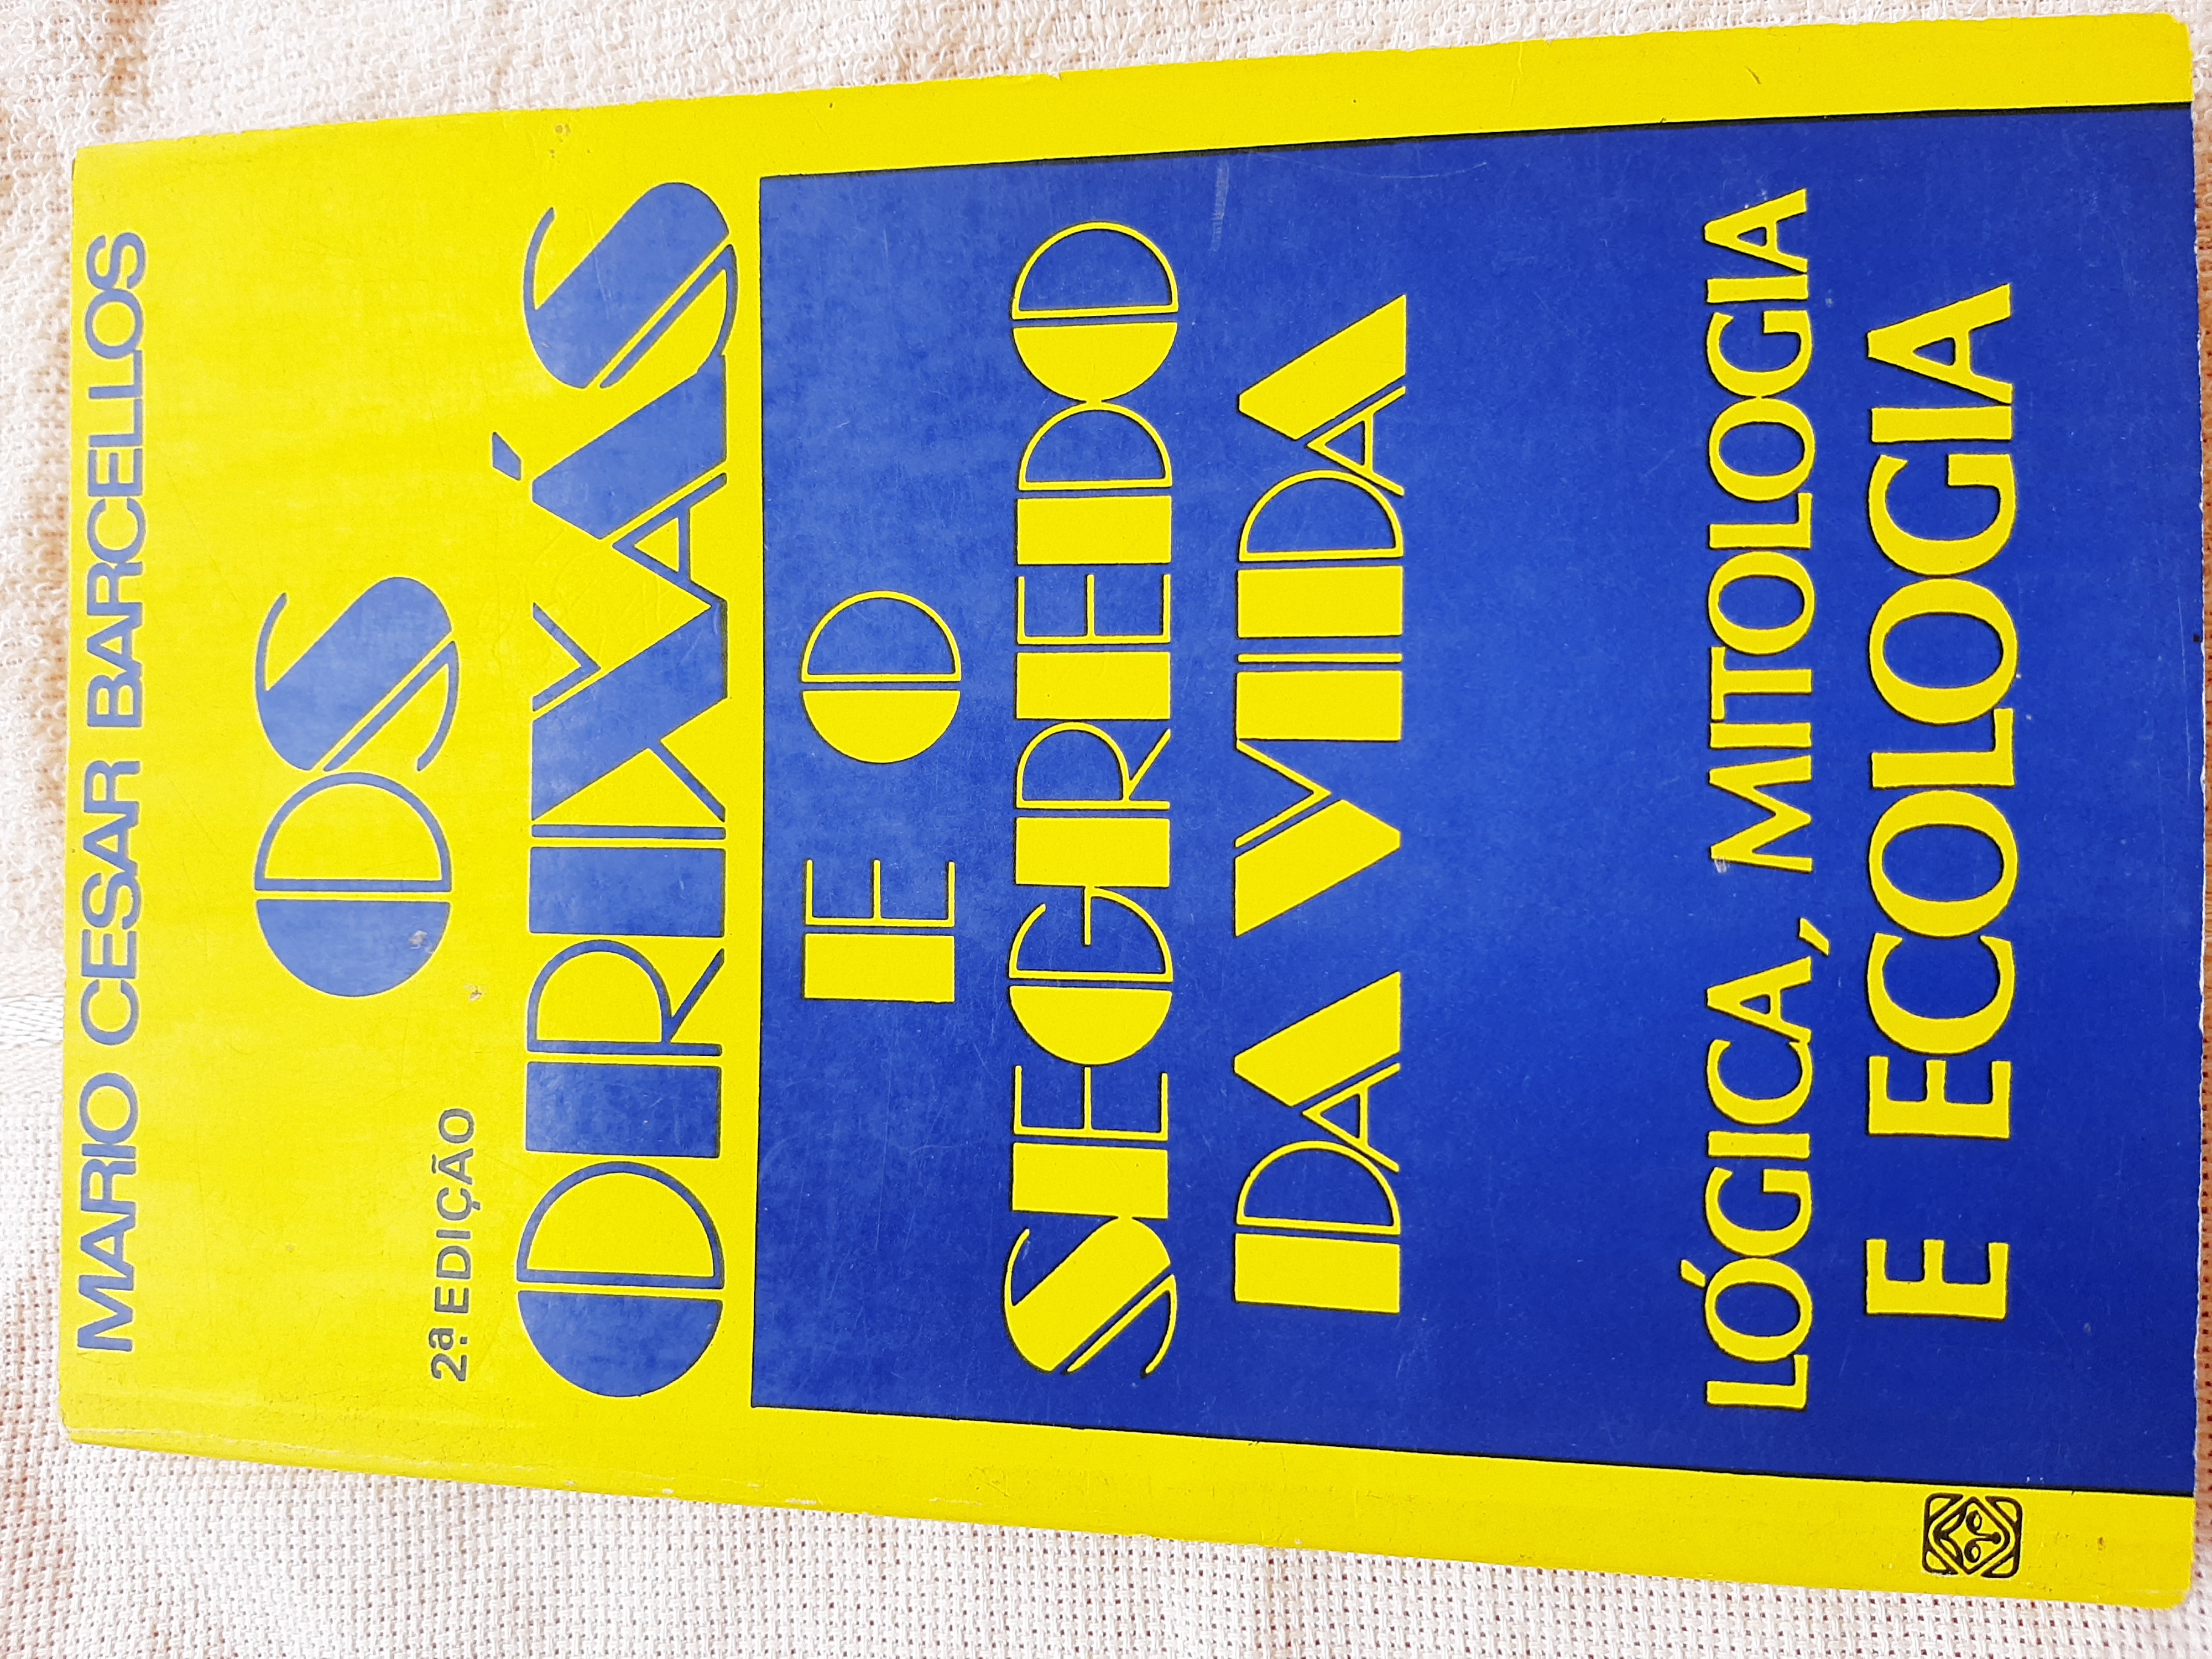 MARIO CESAR BARCELLOS
OS
2ª. EDIÇÃO
ORIXÁS
E O
SEGREDO
DA VIDA
LÓGICA, MITOLOGIA
E ECOLOGIA